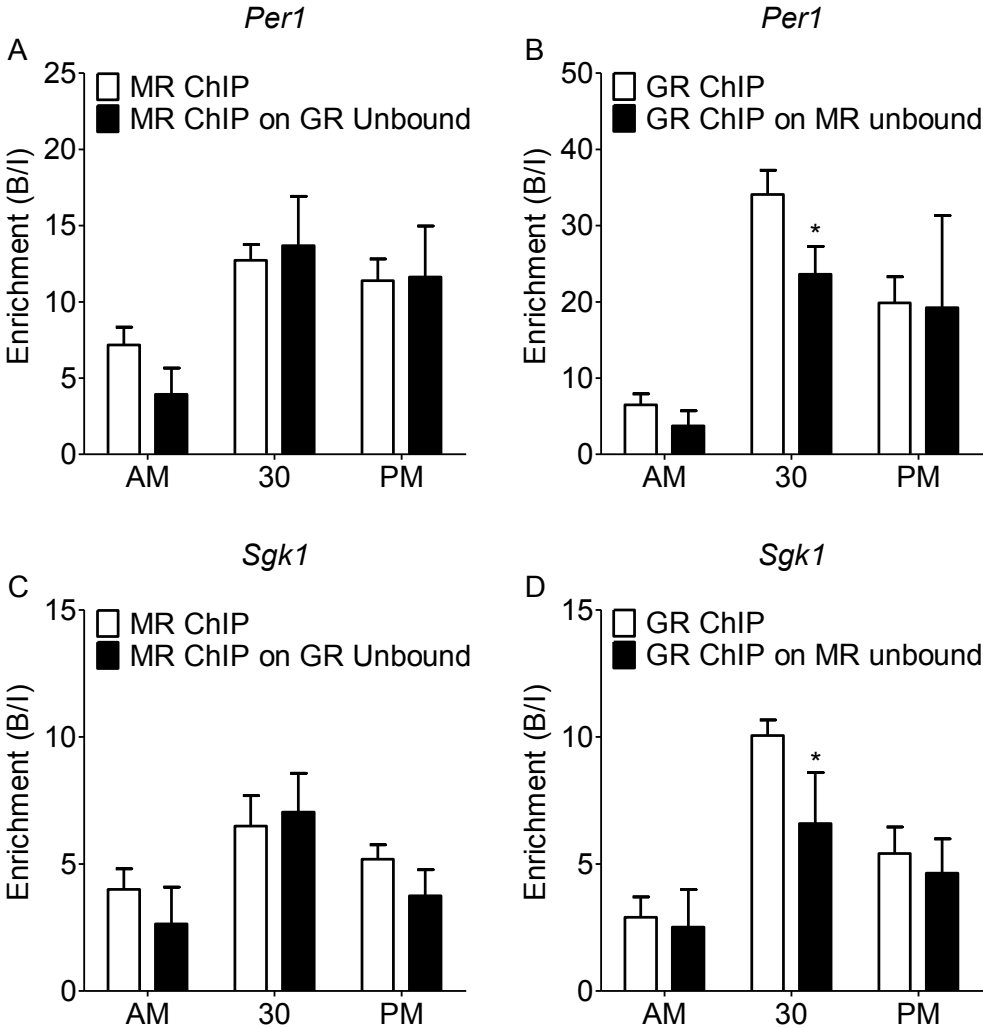 Per1
A
25
20
15
10
5
0
Enrichment (B/I)
MR ChIP
MR ChIP on GR Unbound
AM 30 PM
Per1
B
50
40
30
20
10
0
Enrichment (B/I)
GR ChIP
GR ChIP on MR unbound
*
AM 30 PM
Sgk1
C
15
10
5
0
Enrichment (B/I)
MR ChIP
MR ChIP on GR Unbound
AM 30 PM
Sgk1
D
15
10
5
0
Enrichment (B/I)
GR ChIP
GR ChIP on MR unbound
*
AM 30 PM